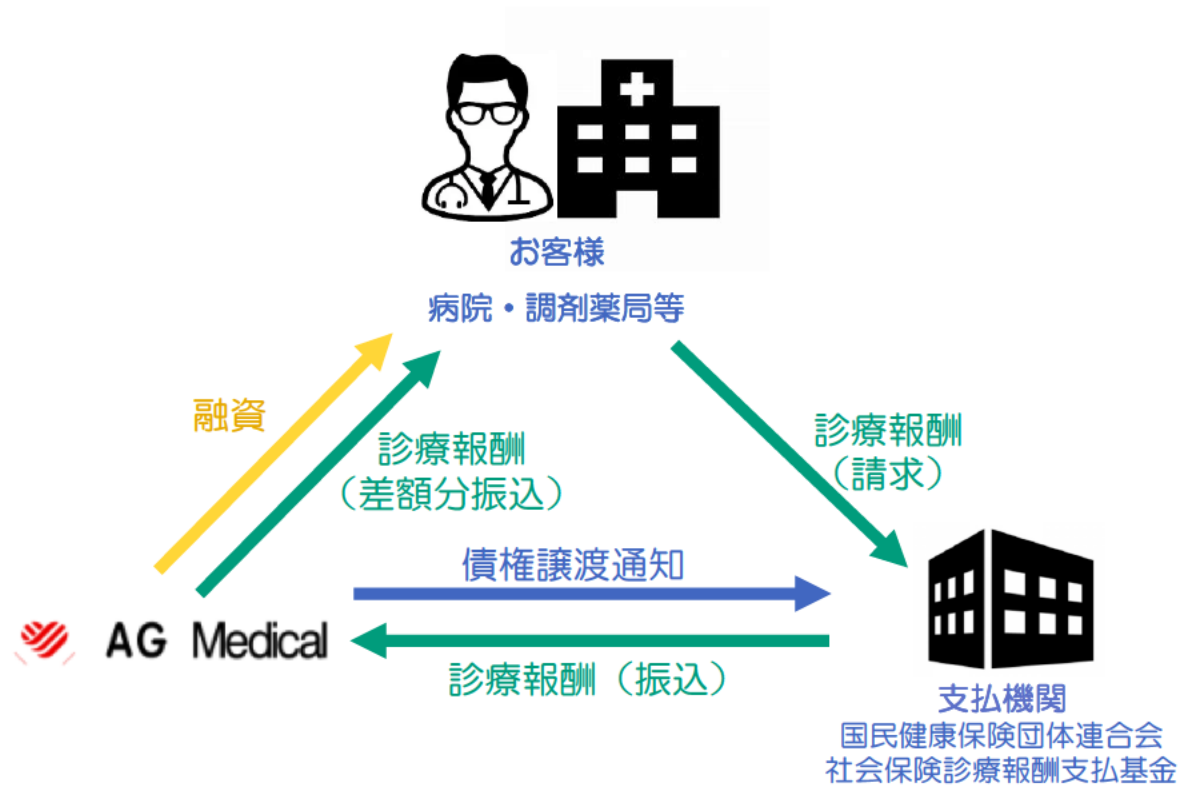 お客様
病院・調剤薬局等
融資
診療報酬
（差額分振込）
診療報酬
（請求）
債権譲渡通知
AG Medical
診療報酬（振込）
支払機関
国民健康保険団体連合会
社会保険診療報酬支払基金